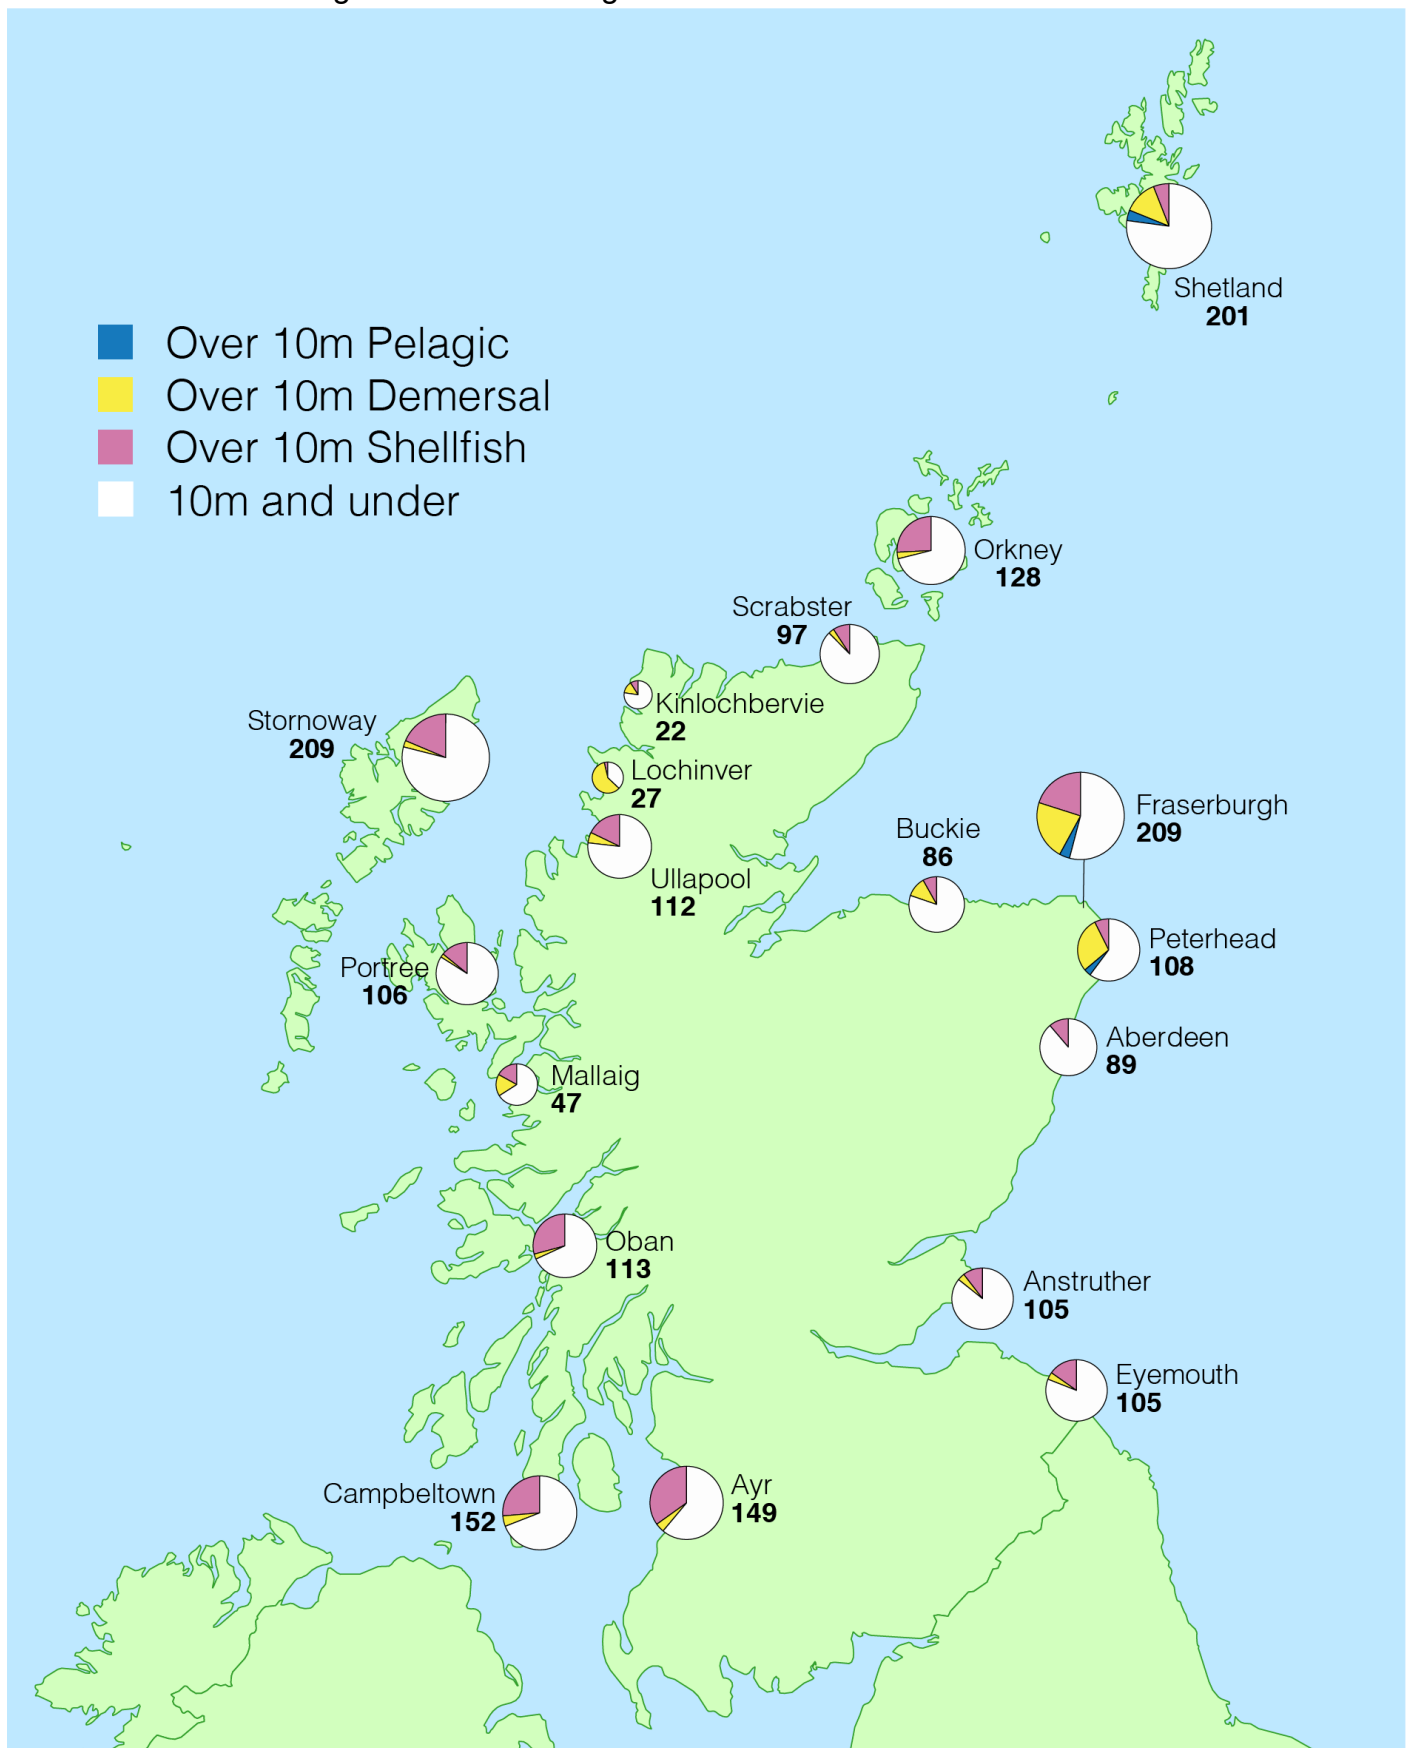 Over 10m Pelagic
Over 10m Demersal
Over 10m Shellfish
10m and under
Shetland
201
Orkney
128
Scrabster
97
Kinlochbervie
22
Stornoway
209
Lochinver
27
Ullapool
112
Fraserburgh
209
Buckie
86
Peterhead
108
Portree
106
Aberdeen
89
Mallaig
47
Oban
113
Anstruther
105
Eyemouth
105
Campbeltown
152
Ayr
149